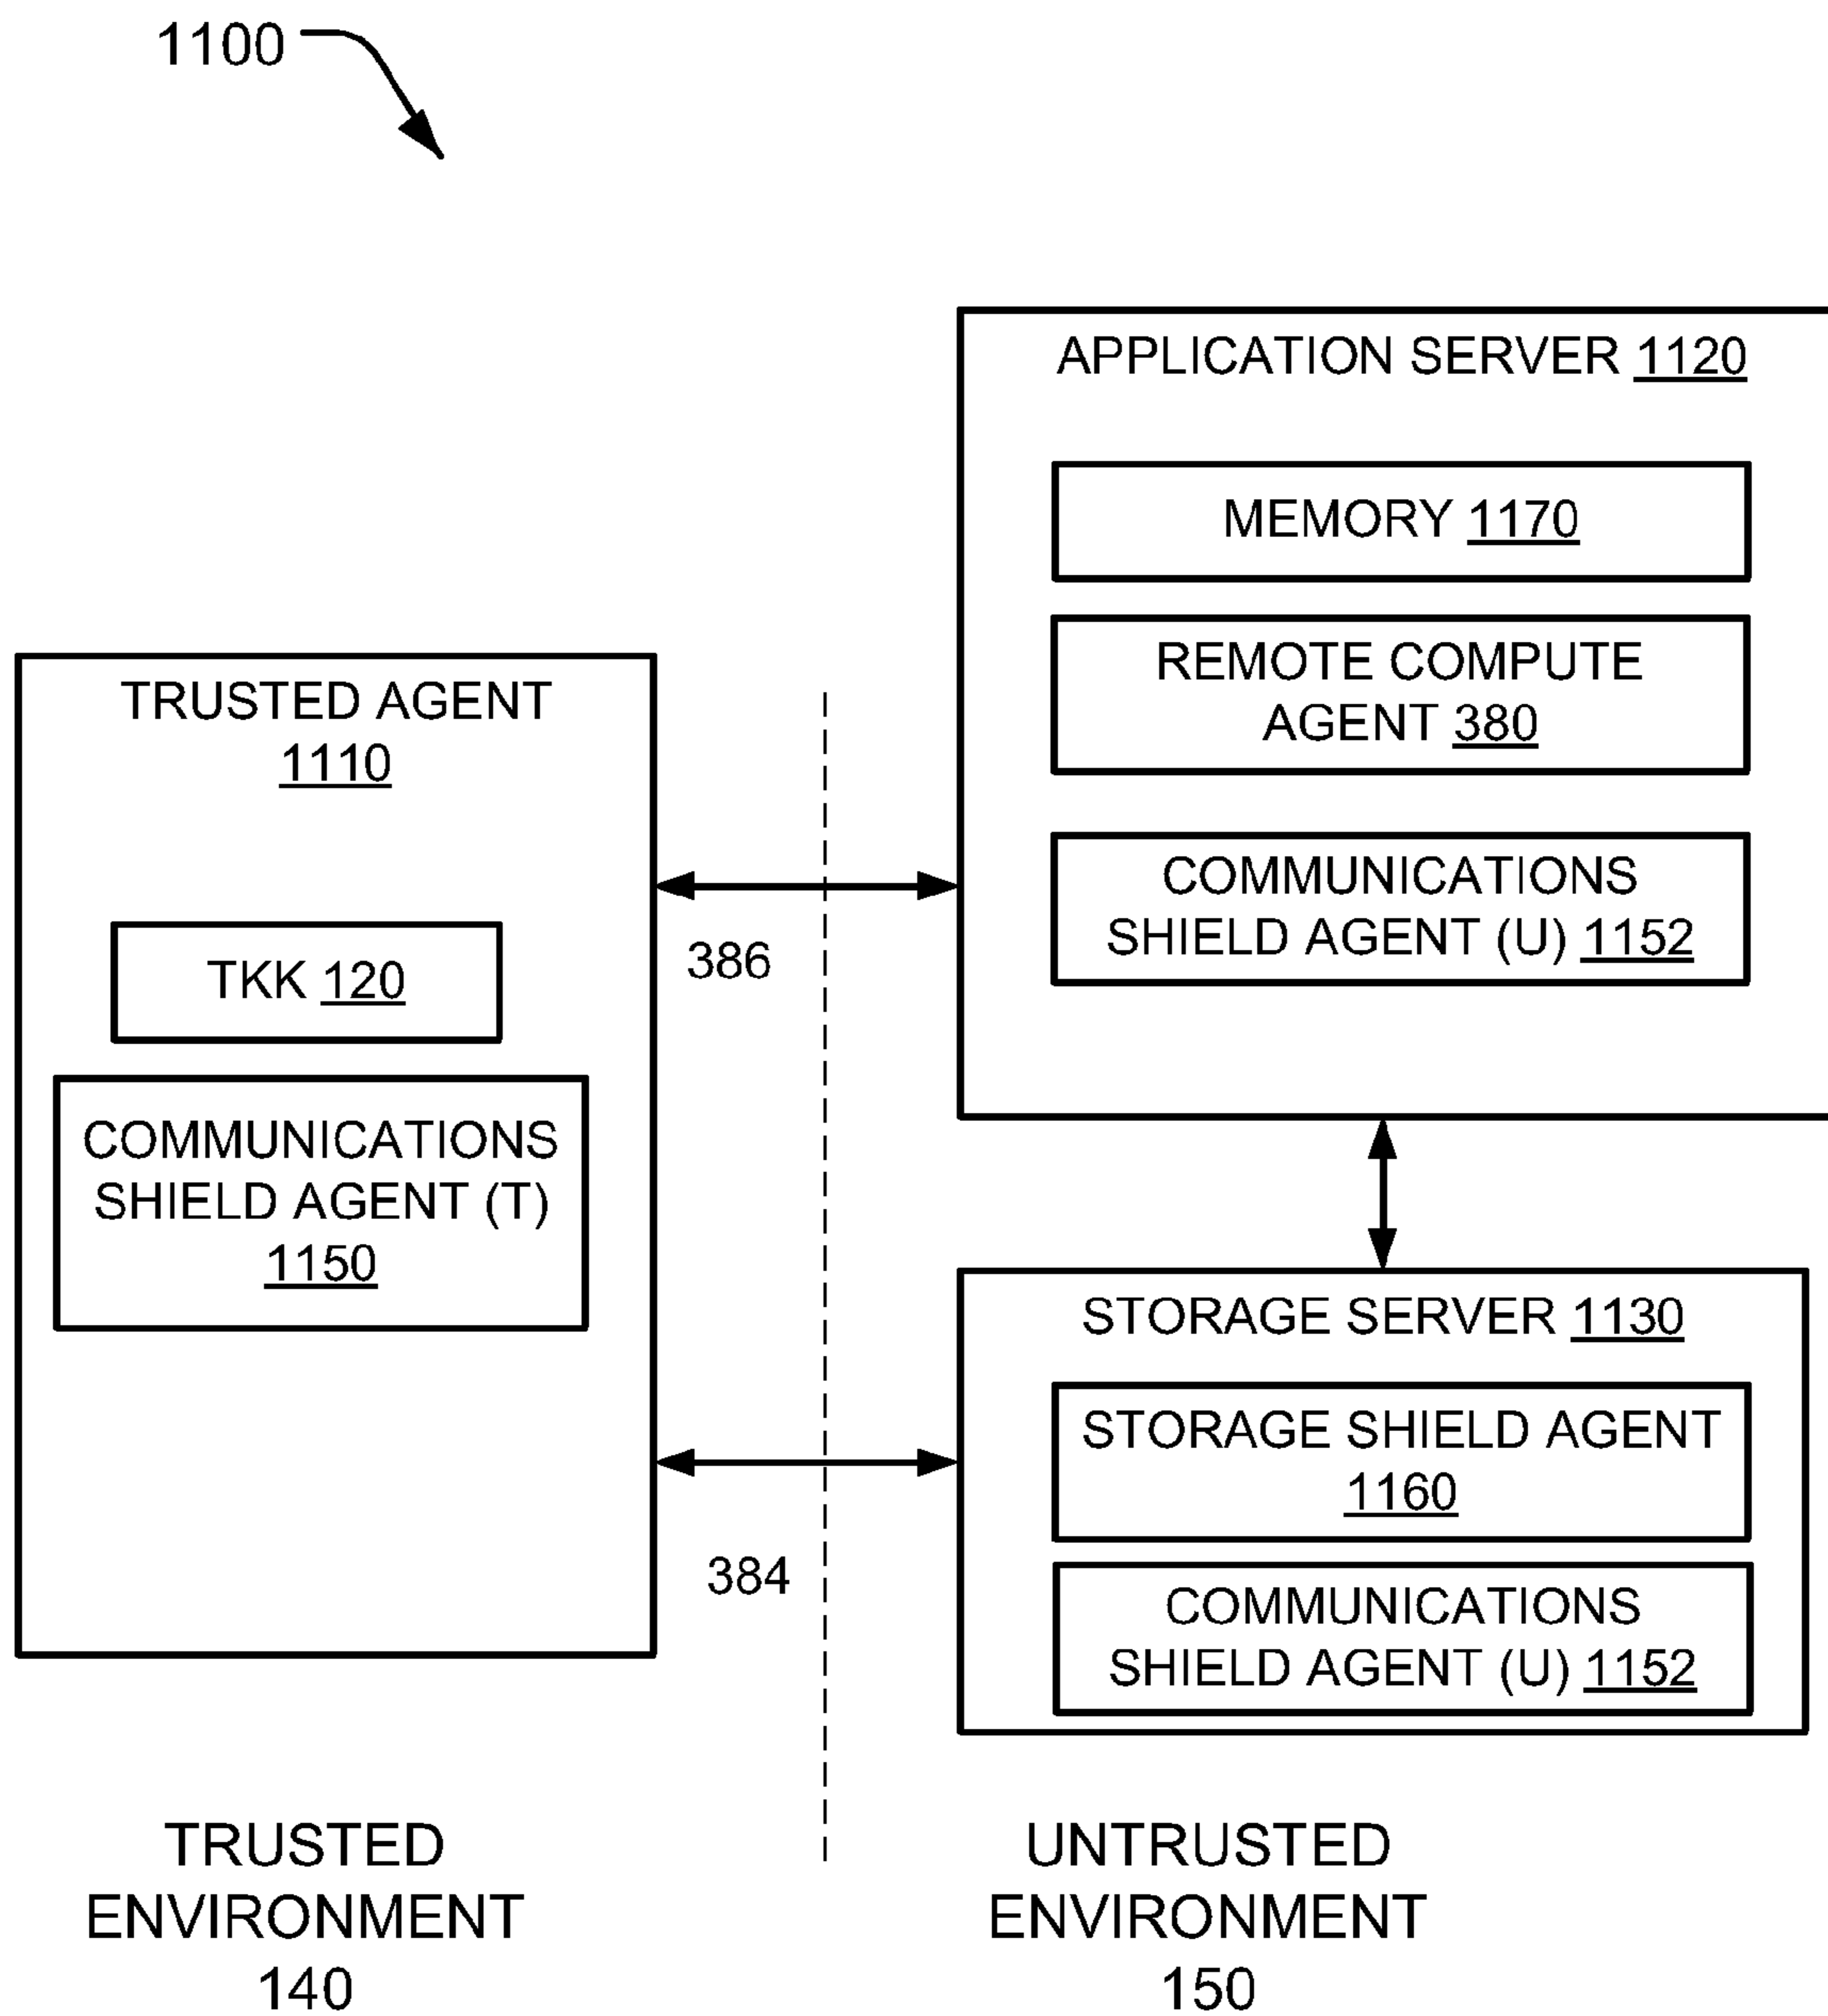 1100
TRUSTED AGENT
1110
TKK 120
COMMUNICATIONS
SHIELD AGENT (T)
1150
386
384
APPLICATION SERVER 1120
MEMORY 1170
REMOTE COMPUTE
AGENT 380
COMMUNICATIONS
SHIELD AGENT (U) 1152
STORAGE SERVER 1130
STORAGE SHIELD AGENT
1160
COMMUNICATIONS
SHIELD AGENT (U) 1152
TRUSTED
ENVIRONMENT
140
UNTRUSTED
ENVIRONMENT
150